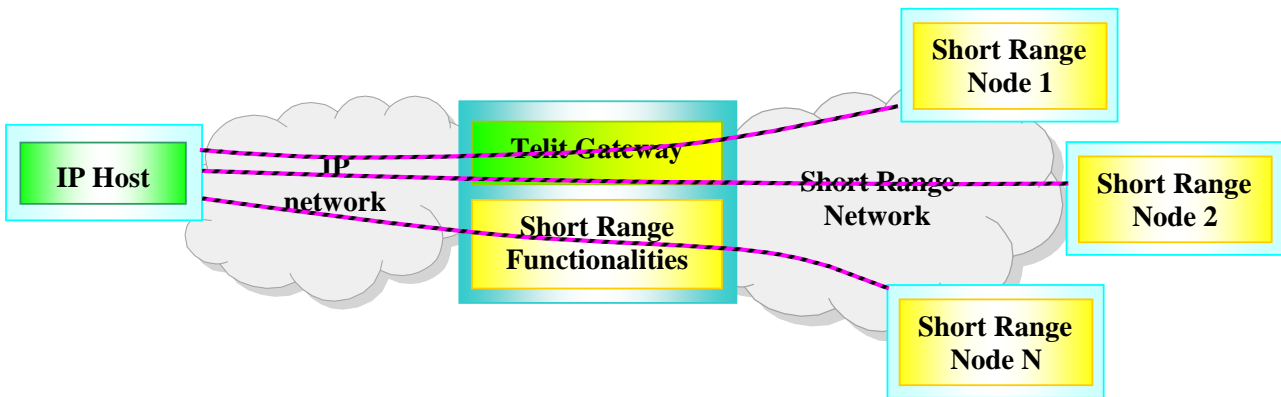 IP Host
IP
network
Telit Gateway
Short Range
Functionalities
Short Range
Network
Short Range
Node 1
Short Range
Node 2
Short Range
Node N